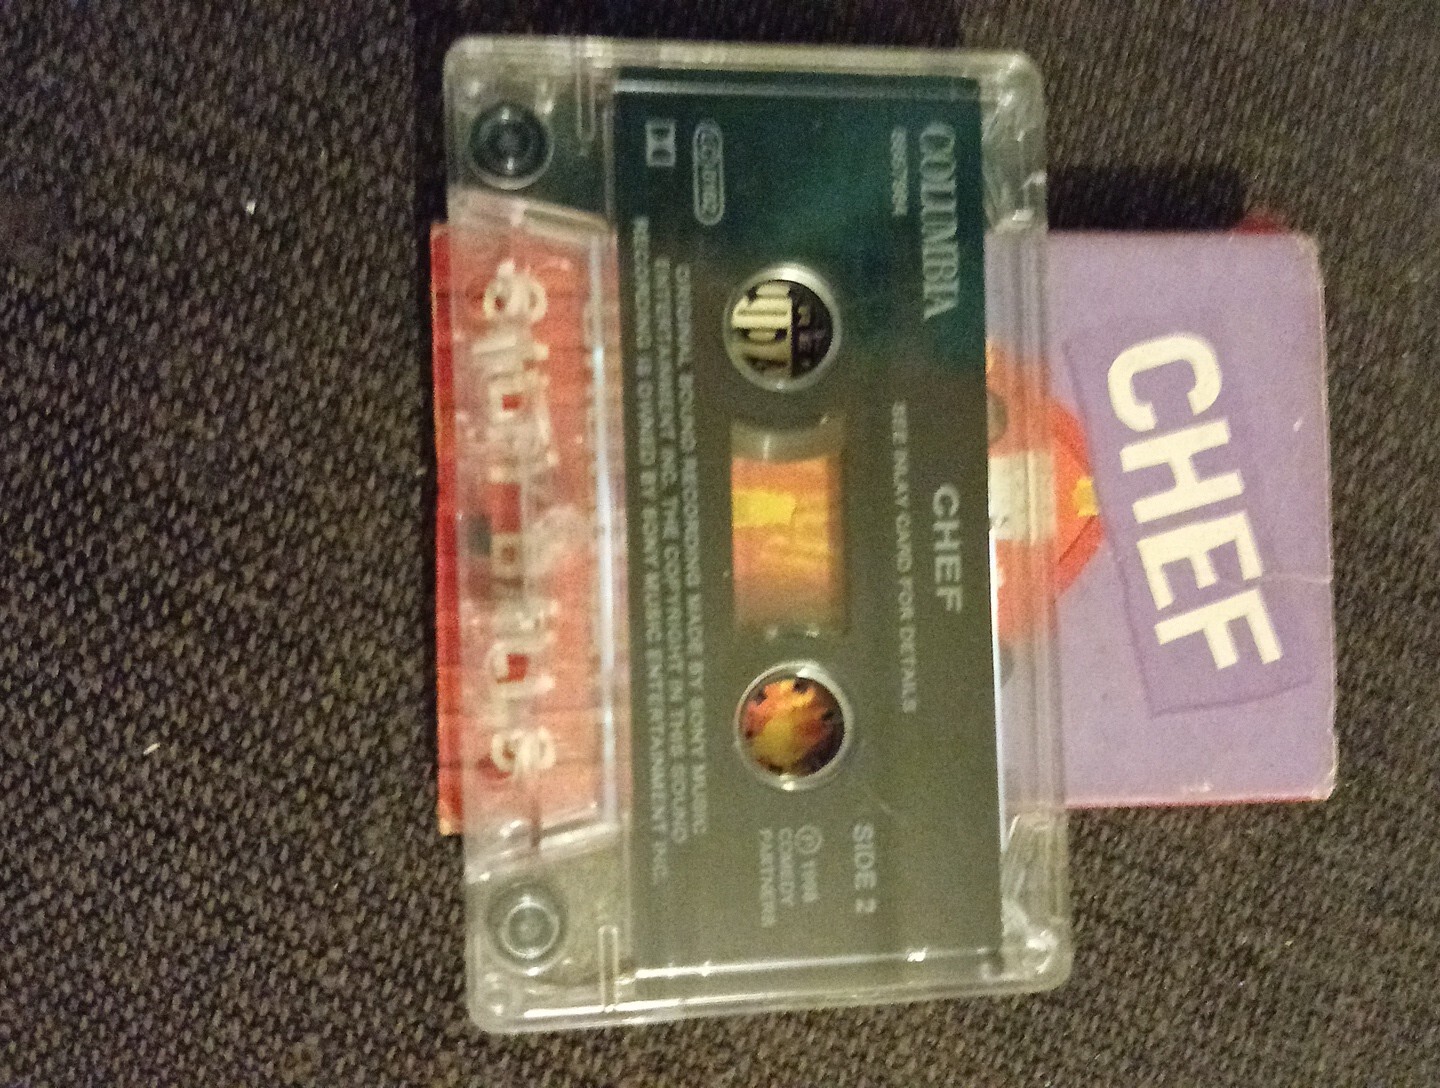 COLUMBIA
CHEF
SEE INLAY CARD FOR DETAILS
SIDE 2
℗ 1998
COMEDY
PARTNERS
ORIGINAL SOUND RECORDING MADE BY SONY MUSIC
ENTERTAINMENT INC. THE COPYRIGHT IN THIS SOUND
RECORDING IS OWNED BY SONY MUSIC ENTERTAINMENT INC.
CHEF